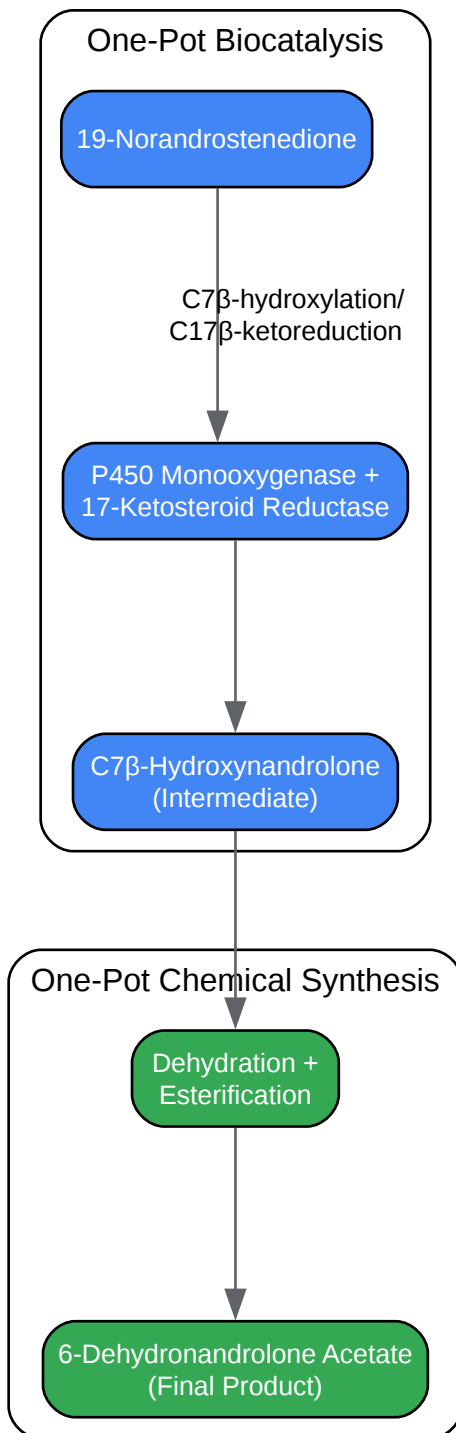 One-Pot Biocatalysis
19-Norandrostenedione
C7β-hydroxylation/
C17β-ketoreduction
P450 Monooxygenase +
17-Ketosteroid Reductase
C7β-Hydroxynandrolone
(Intermediate)
One-Pot Chemical Synthesis
Dehydration +
Esterification
6-Dehydronandrolone Acetate
(Final Product)